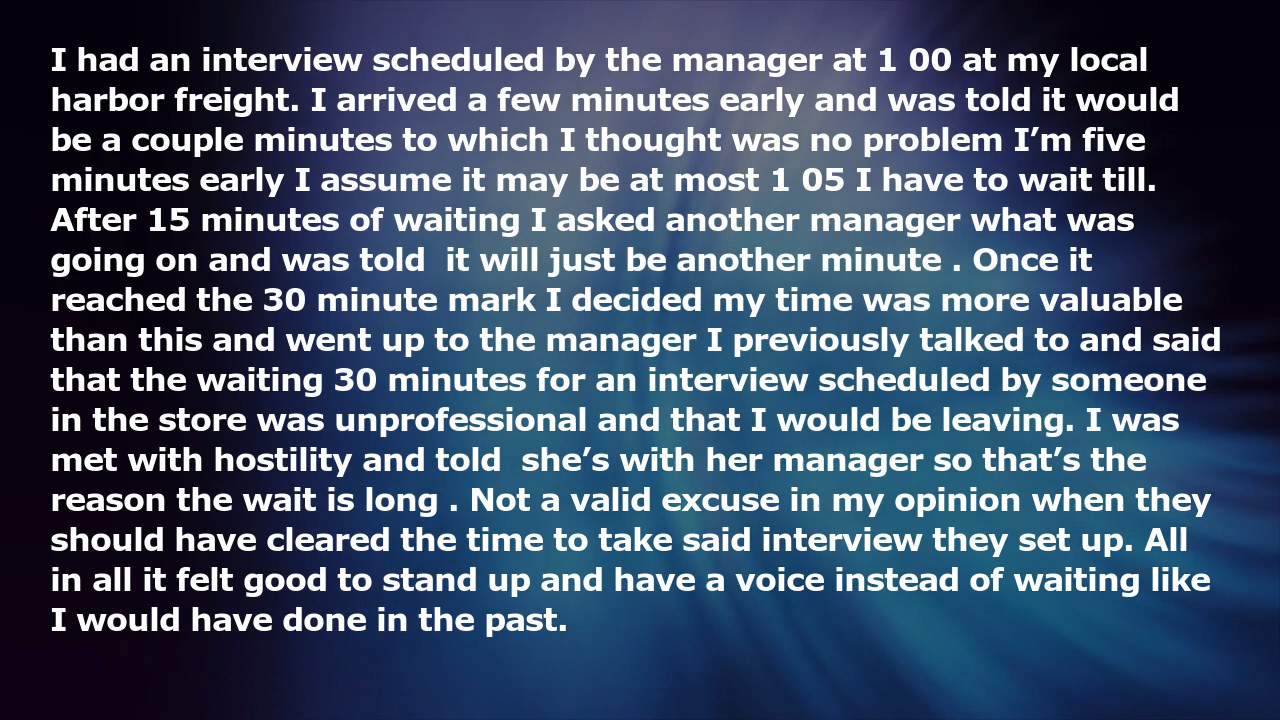 I had an interview scheduled by the manager at 1 00 at my local
harbor freight. I arrived a few minutes early and was told it would
be a couple minutes to which I thought was no problem I’m five
minutes early I assume it may be at most 1 05 I have to wait till.
After 15 minutes of waiting I asked another manager what was
going on and was told  it will just be another minute . Once it
reached the 30 minute mark I decided my time was more valuable
than this and went up to the manager I previously talked to and said
that the waiting 30 minutes for an interview scheduled by someone
in the store was unprofessional and that I would be leaving. I was
met with hostility and told  she’s with her manager so that’s the
reason the wait is long . Not a valid excuse in my opinion when they
should have cleared the time to take said interview they set up. All
in all it felt good to stand up and have a voice instead of waiting like
I would have done in the past.